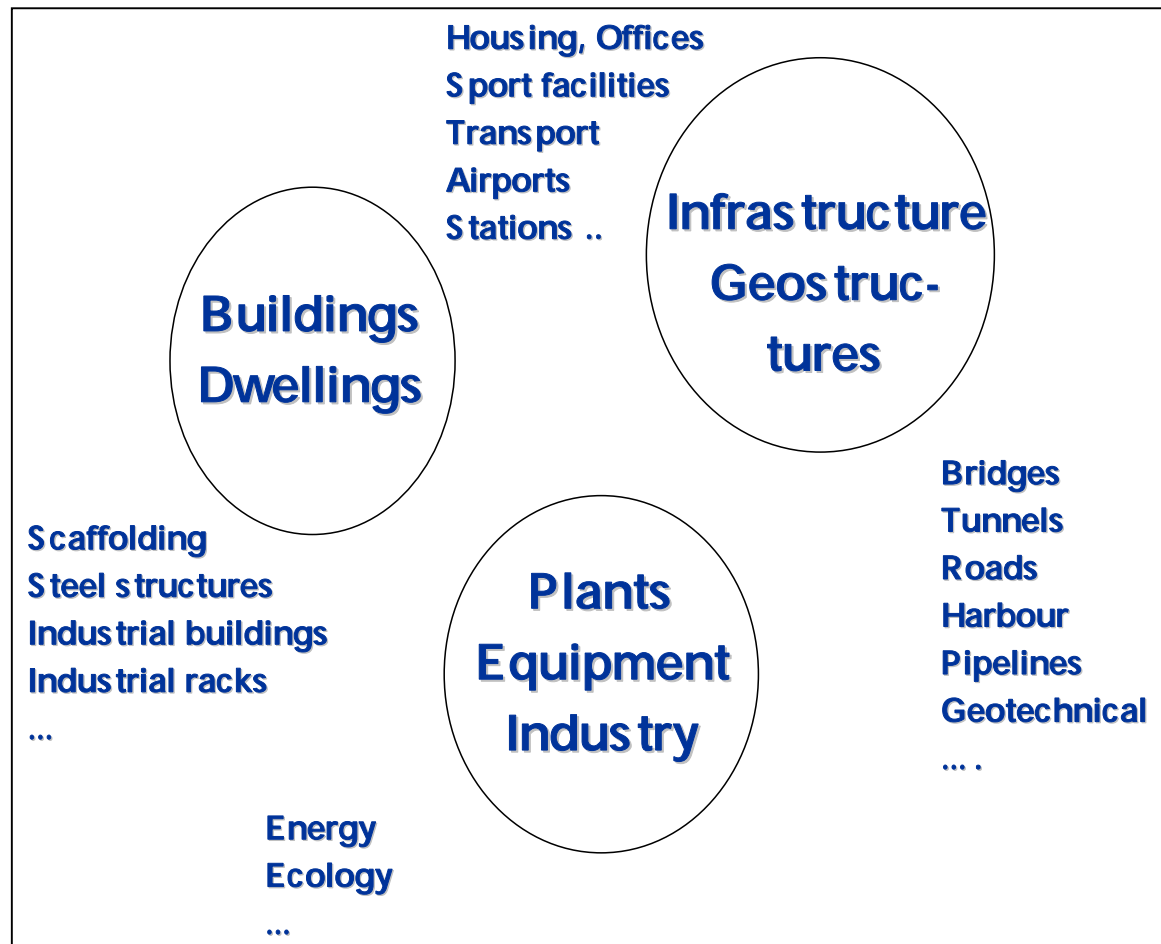 Housing, Offices
Sport facilities
Transport
Airports
Stations ..
Infrastructure
Geostruc-
tures
Buildings
Dwellings
Bridges
Tunnels
Roads
Harbour
Pipelines
Geotechnical
... .
Scaffolding
Steel structures
Industrial buildings
Industrial racks
...
Plants
Equipment
Industry
Energy
Ecology
...